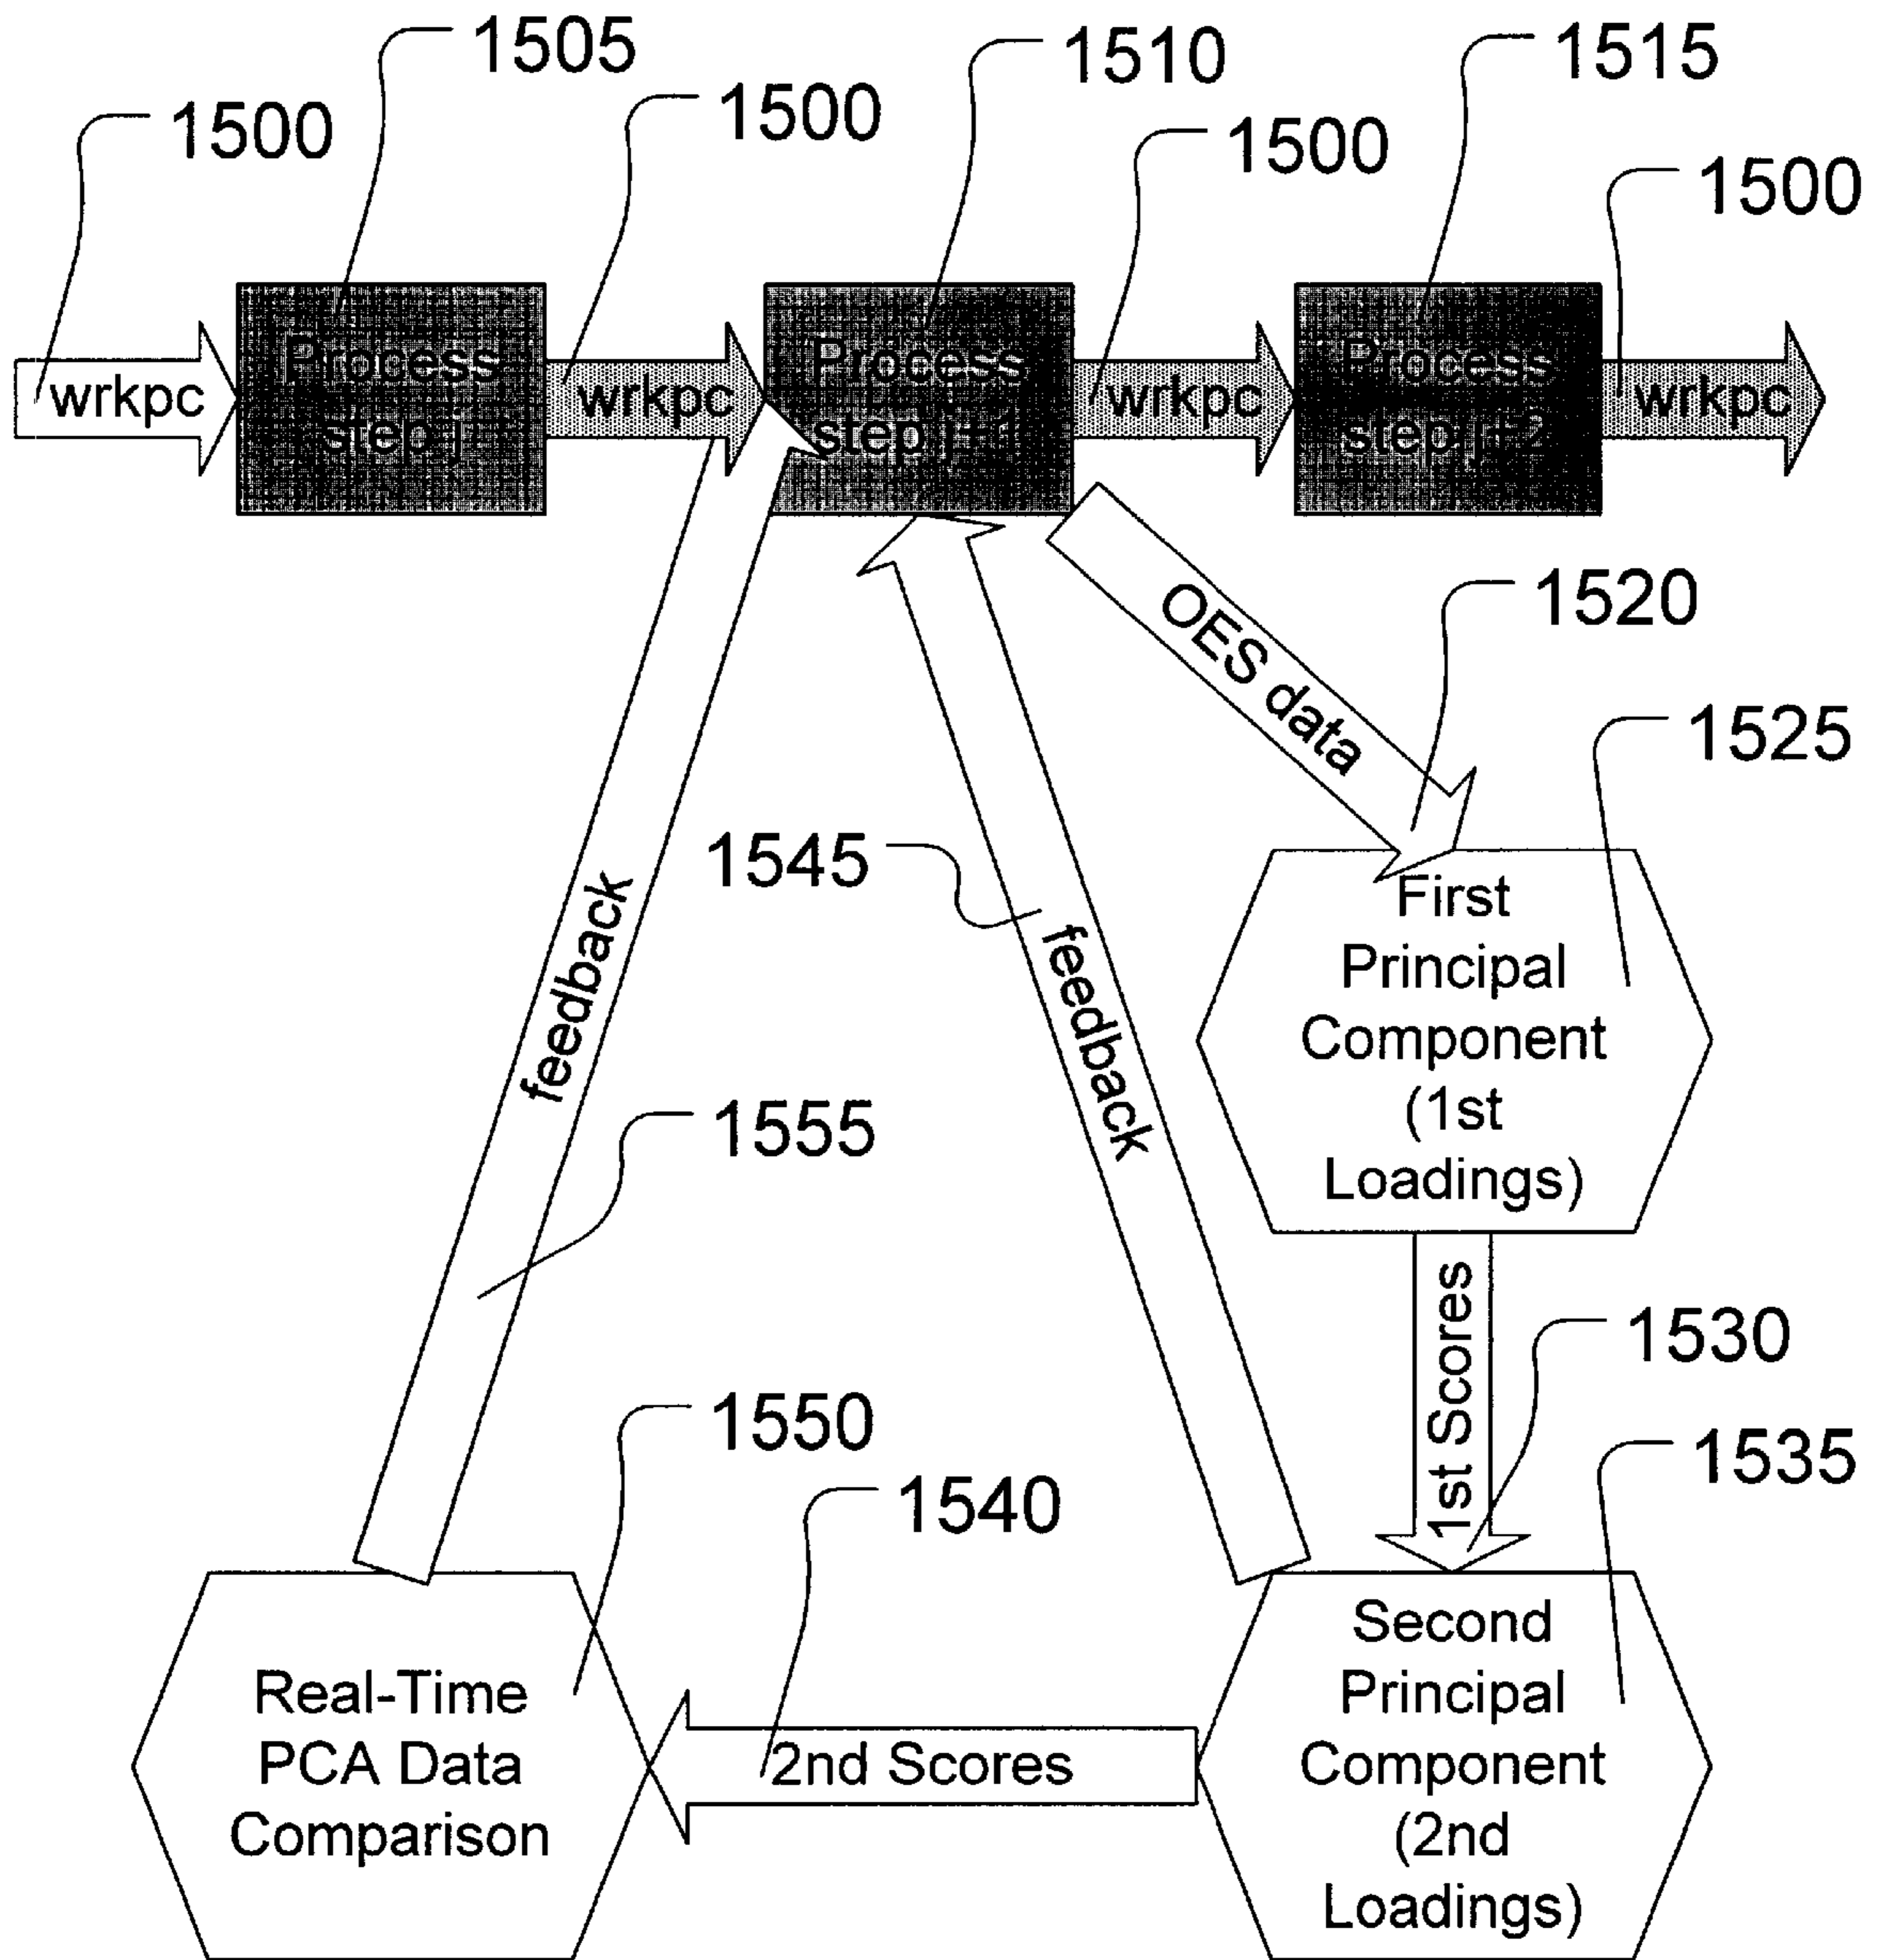 1505
1510
1515
1500
1500
1500
1500
wrkpc
Process
step j
wrkpc
Process
step j+1
wrkpc
Process
step j+2
wrkpc
OES data
1520
1525
1545
First
Principal
Component
(1st
Loadings)
feedback
feedback
1555
1st Scores
1530
1550
1535
1540
Real-Time
PCA Data
Comparison
2nd Scores
Second
Principal
Component
(2nd
Loadings)